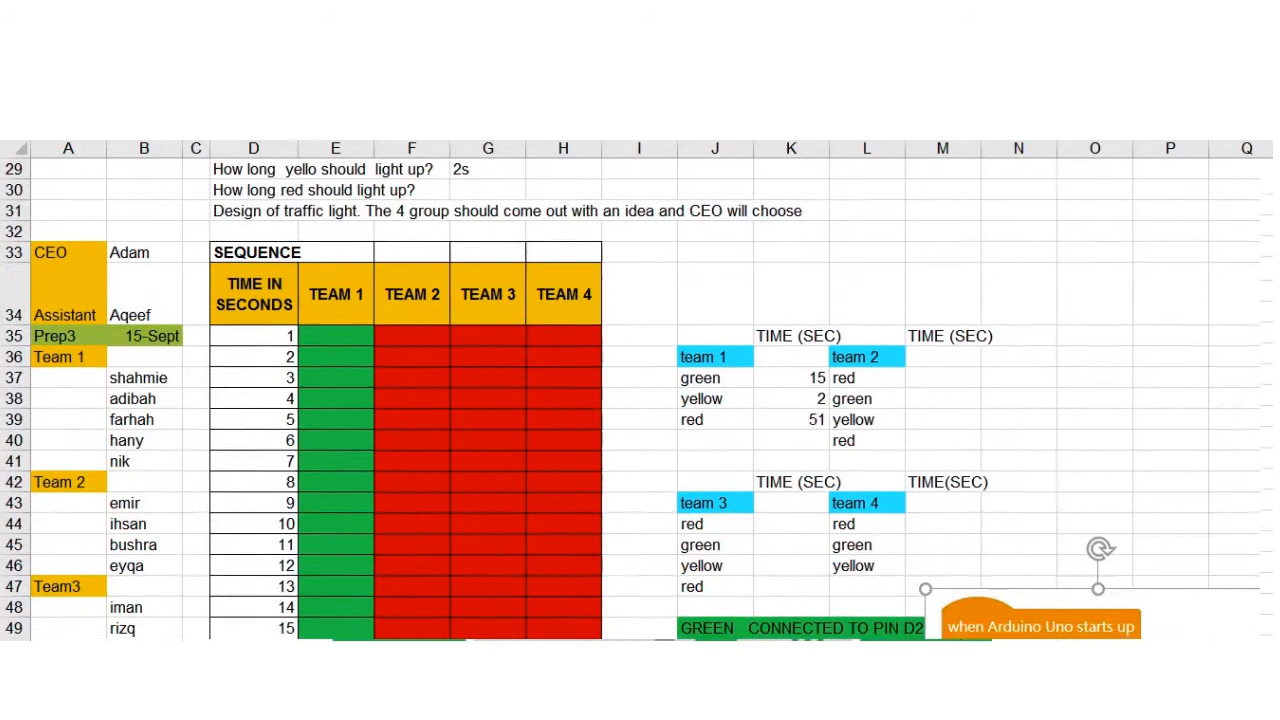 A B C D E F G H I J K L M N O P Q
29 How long yello should light up? 2s
30 How long red should light up?
31 Design of traffic light. The 4 group should come out with an idea and CEO will choose
32
33 CEO Adam SEQUENCE
34 Assistant Aqeef TIME IN SECONDS TEAM 1 TEAM 2 TEAM 3 TEAM 4
35 Prep3 15-Sept 1 TIME (SEC) TIME (SEC)
36 Team 1 2 team 1 team 2
37 shahmie 3 green 15 red
38 adibah 4 yellow 2 green
39 farhah 5 red 51 yellow
40 hany 6 red
41 nik 7
42 Team 2 8 TIME (SEC) TIME(SEC)
43 emir 9 team 3 team 4
44 ihsan 10 red red
45 bushra 11 green green
46 eyqa 12 yellow yellow
47 Team3 13 red
48 iman 14
49 rizq 15 GREEN CONNECTED TO PIN D2 when Arduino Uno starts up